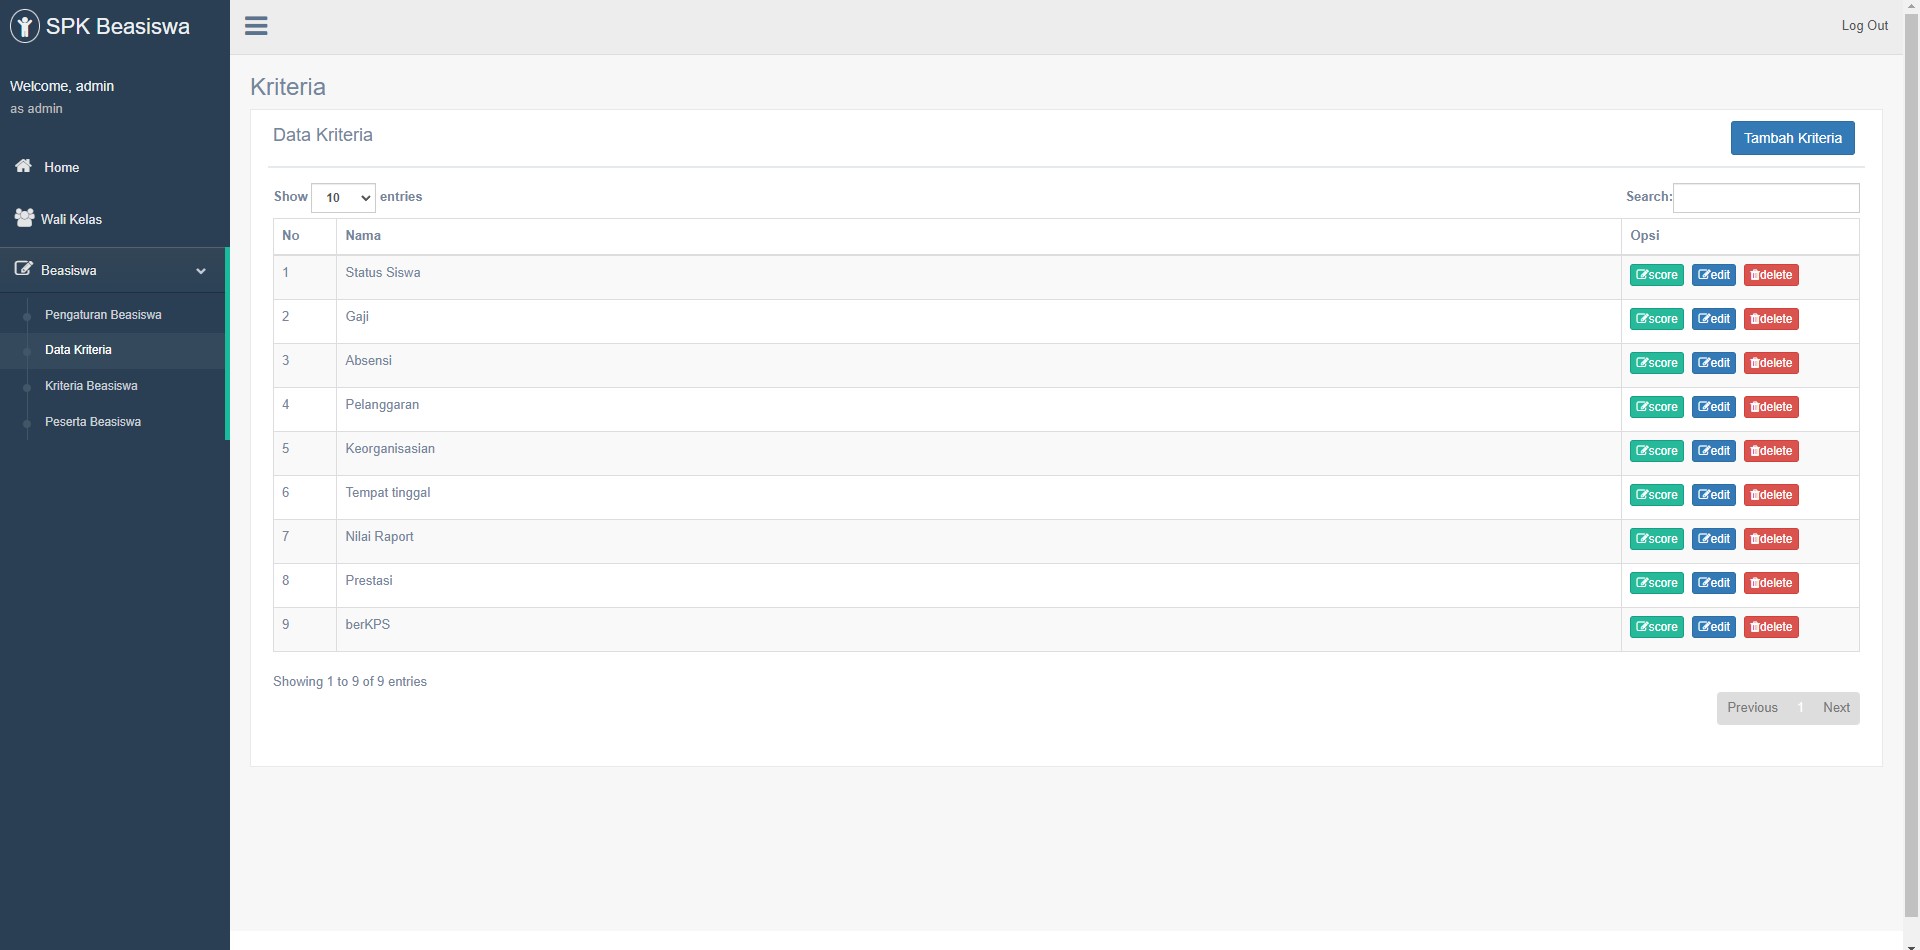 SPK Beasiswa
Log Out
Welcome, admin
as admin
Home
Wali Kelas
Beasiswa
Pengaturan Beasiswa
Data Kriteria
Kriteria Beasiswa
Peserta Beasiswa
Kriteria
Data Kriteria
Tambah Kriteria
Show 10 entries
Search:
No Nama Opsi
1 Status Siswa score edit delete
2 Gaji score edit delete
3 Absensi score edit delete
4 Pelanggaran score edit delete
5 Keorganisasian score edit delete
6 Tempat tinggal score edit delete
7 Nilai Raport score edit delete
8 Prestasi score edit delete
9 berKPS score edit delete
Showing 1 to 9 of 9 entries
Previous 1 Next